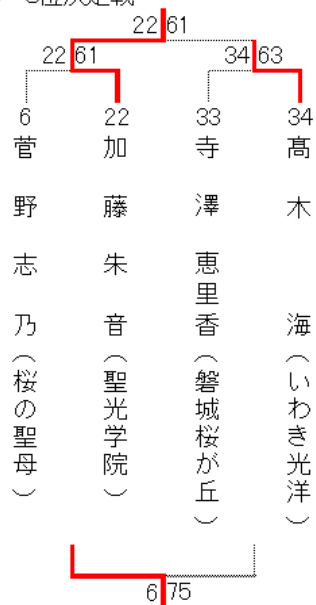 22 61
22 61
34 63
6
菅野志乃(桜の聖母)
22
加藤朱音(聖光学院)
33
寺澤恵里香(磐城桜が丘)
34
髙木海(いわき光洋)
6 75